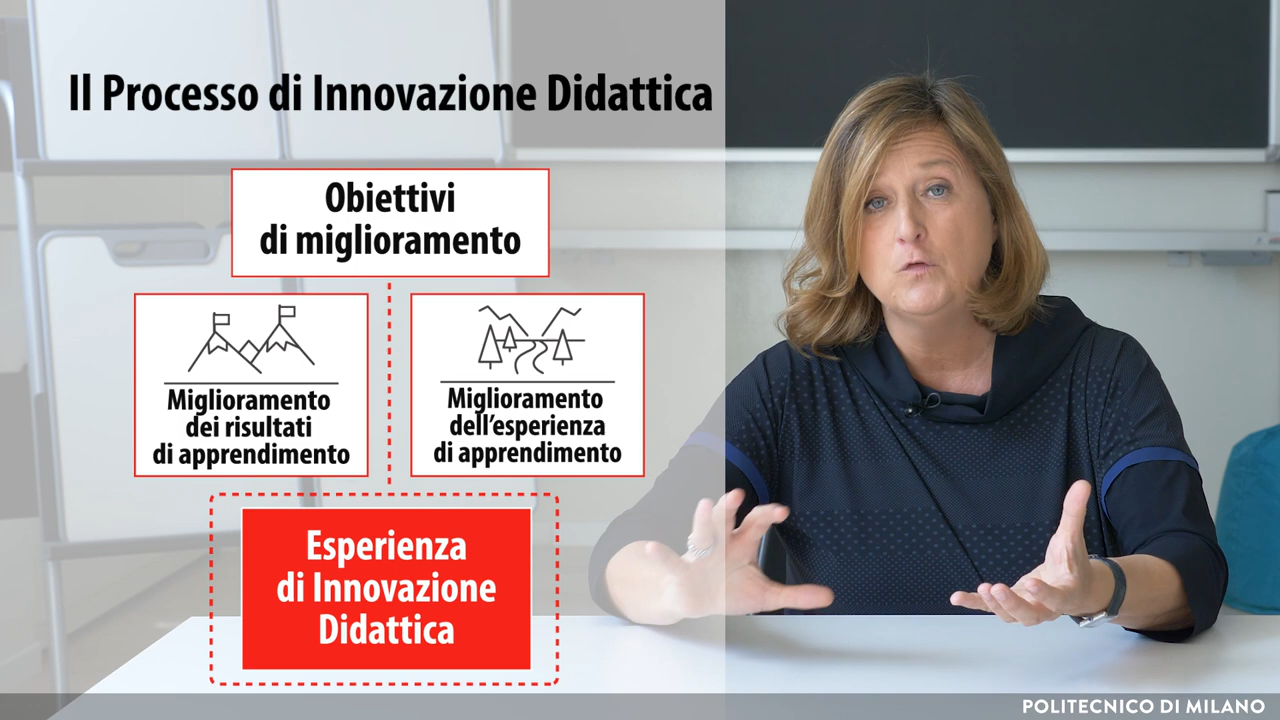 Il Processo di Innovazione Didattica
Obiettivi
di miglioramento
Miglioramento
dei risultati
di apprendimento
Miglioramento
dell'esperienza
di apprendimento
Esperienza
di Innovazione
Didattica
POLITECNICO DI MILANO